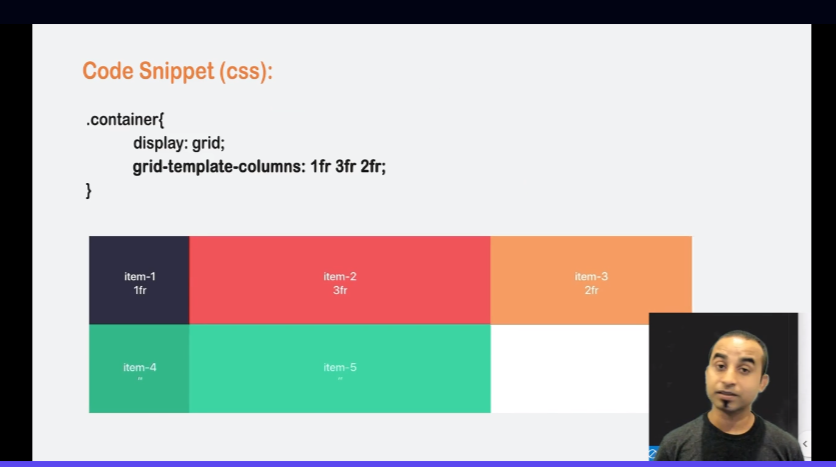 Code Snippet (css):
.container{
display: grid;
grid-template-columns: 1fr 3fr 2fr;
}
item-1
1fr
item-2
3fr
item-3
2fr
item-4
"
item-5
"